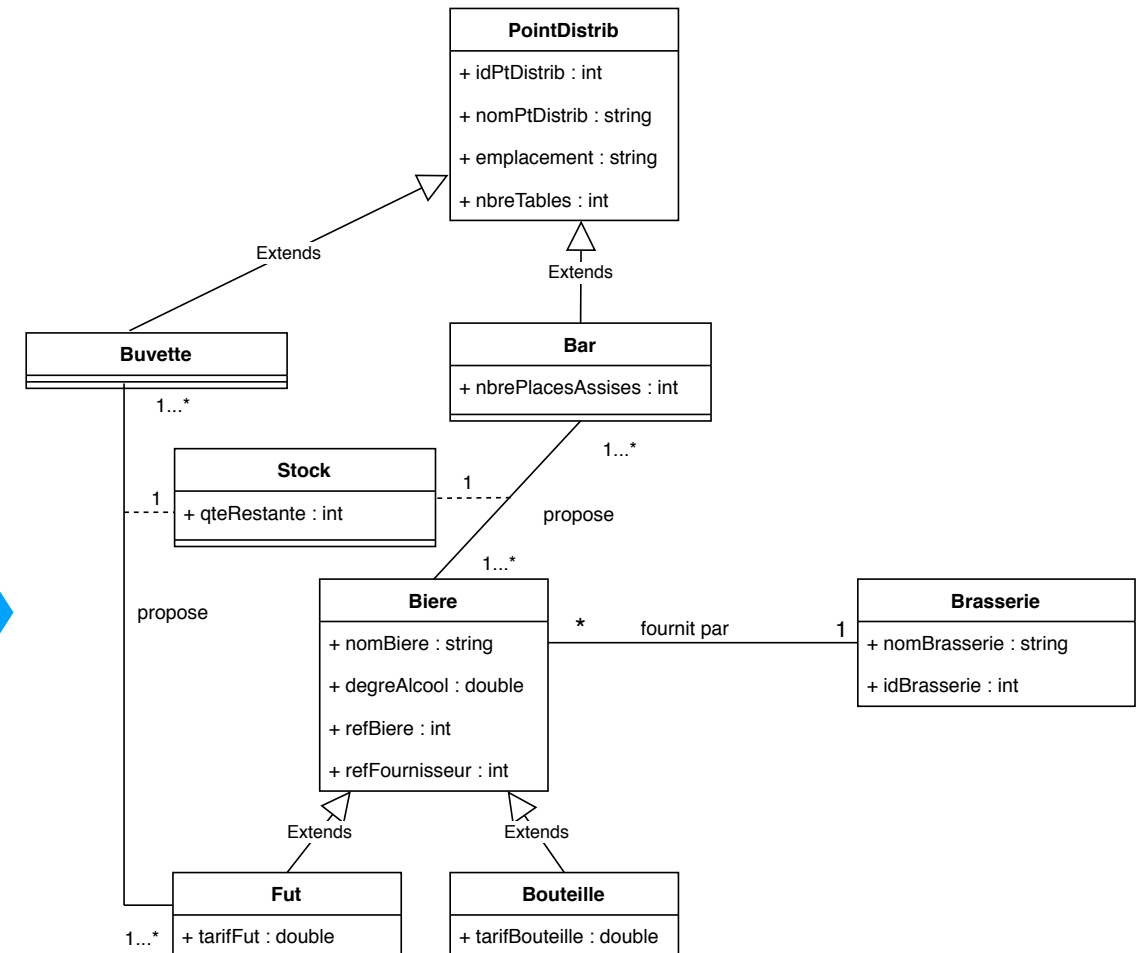 PointDistrib
+ idPtDistrib : int
+ nomPtDistrib : string
+ emplacement : string
+ nbreTables : int
Extends
Extends
Buvette
1...*
Bar
+ nbrePlacesAssises : int
1...*
Stock
+ qteRestante : int
1
1
propose
propose
1...*
Biere
+ nomBiere : string
+ degreAlcool : double
+ refBiere : int
+ refFournisseur : int
*
fournit par
1
Brasserie
+ nomBrasserie : string
+ idBrasserie : int
Extends
Extends
Fut
+ tarifFut : double
1...*
Bouteille
+ tarifBouteille : double